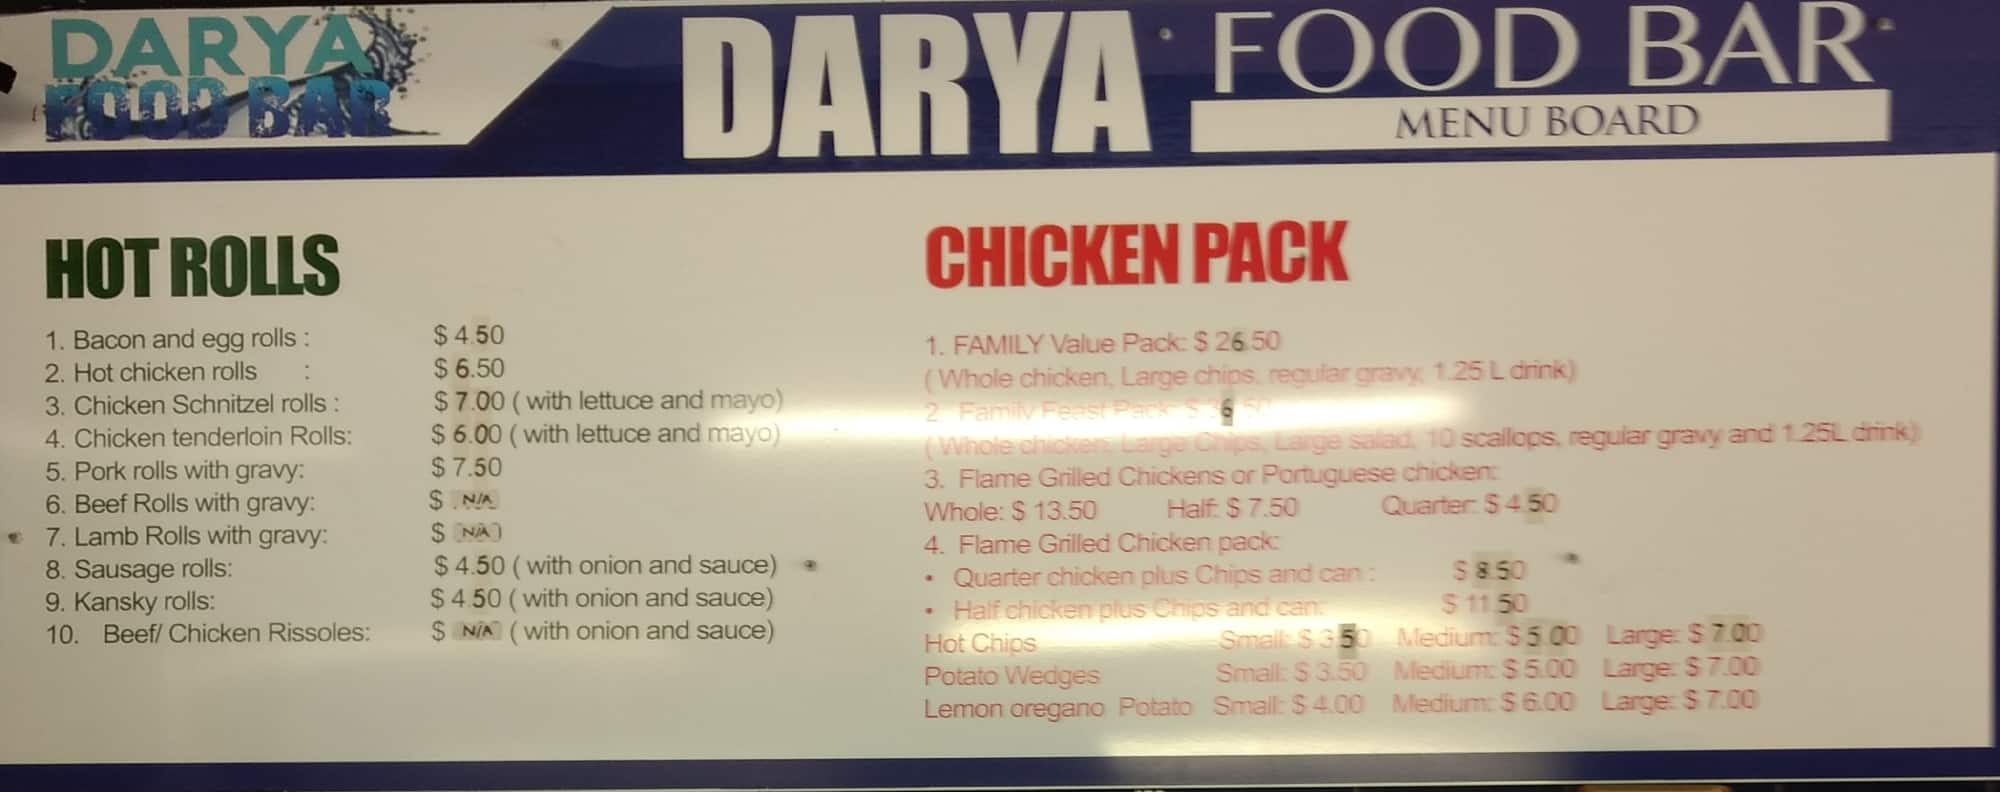 DARYA
FOOD BAR
DARYA FOOD BAR
MENU BOARD
HOT ROLLS
1. Bacon and egg rolls : $ 4.50
2. Hot chicken rolls : $ 6.50
3. Chicken Schnitzel rolls : $ 7.00 ( with lettuce and mayo)
4. Chicken tenderloin Rolls: $ 6.00 ( with lettuce and mayo)
5. Pork rolls with gravy: $ 7.50
6. Beef Rolls with gravy: $ N/A
7. Lamb Rolls with gravy: $ N/A
8. Sausage rolls: $ 4.50 ( with onion and sauce)
9. Kansky rolls: $ 4.50 ( with onion and sauce)
10. Beef/ Chicken Rissoles: $ N/A ( with onion and sauce)
CHICKEN PACK
1. FAMILY Value Pack: $ 26.50
( Whole chicken, Large chips, regular gravy, 1.25 L drink)
2. Family Feast Pack: $ 36.50
( Whole chicken, Large Chips, Large salad, 10 scallops, regular gravy and 1.25L drink)
3. Flame Grilled Chickens or Portuguese chicken:
Whole: $ 13.50 Half: $ 7.50 Quarter: $ 4.50
4. Flame Grilled Chicken pack:
• Quarter chicken plus Chips and can : $ 8.50
• Half chicken plus Chips and can: $ 11.50
Hot Chips Small: $ 3.50 Medium: $ 5.00 Large: $ 7.00
Potato Wedges Small: $ 3.50 Medium: $ 5.00 Large: $ 7.00
Lemon oregano Potato Small: $ 4.00 Medium: $ 6.00 Large: $ 7.00